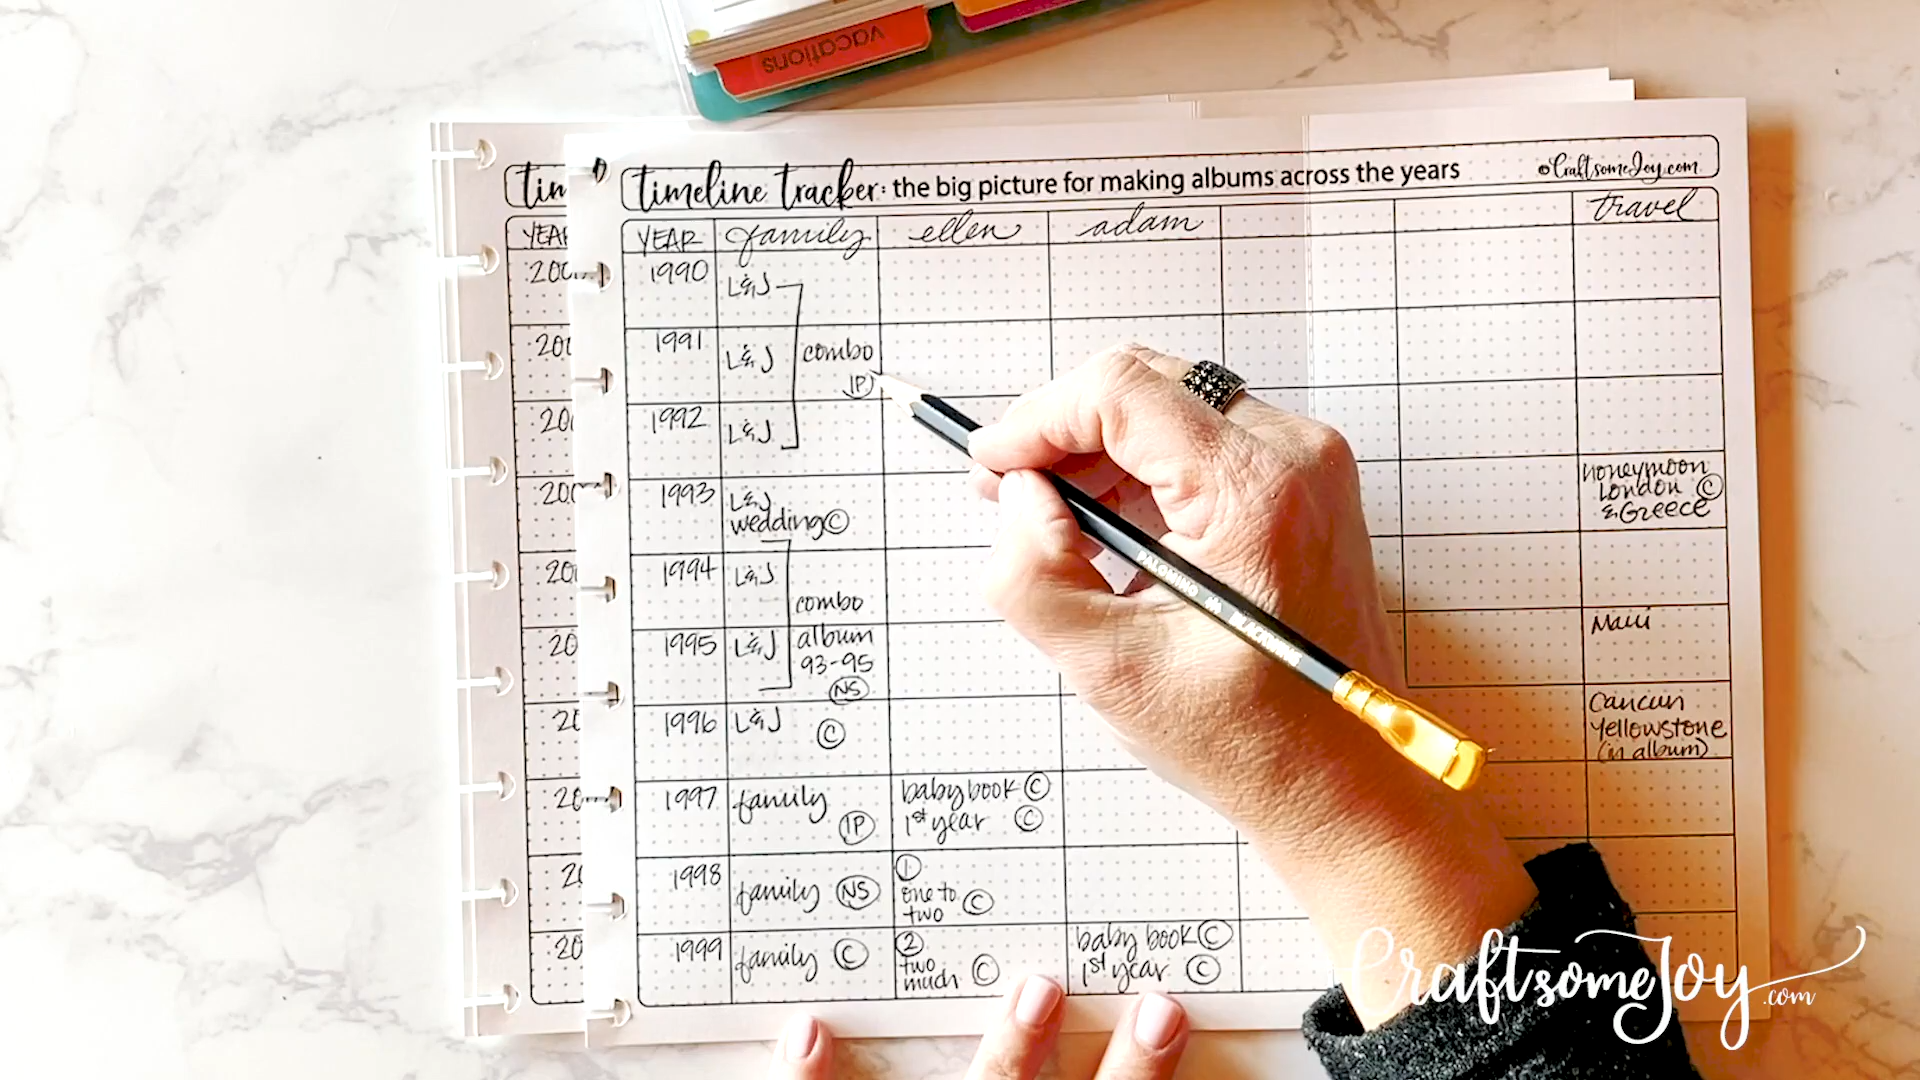 vacations
tin
timeline tracker: the big picture for making albums across the years
©CraftsomeJoy.com
YEAR family ellen adam travel
1990 L&J
1991 L&J combo
IP
1992 L&J
1993 L&J
wedding ©
honeymoon
London ©
& Greece
1994 L&J
combo
1995 L&J album
93-95
NS
Maui
1996 L&J ©
Cancun
Yellowstone
(in album)
1997 family
IP
baby book ©
1st year ©
1998 family NS
1
one to
two ©
1999 family ©
2
two
much ©
baby book ©
1st year ©
PALOMINO BLACKWING
CraftsomeJoy.com